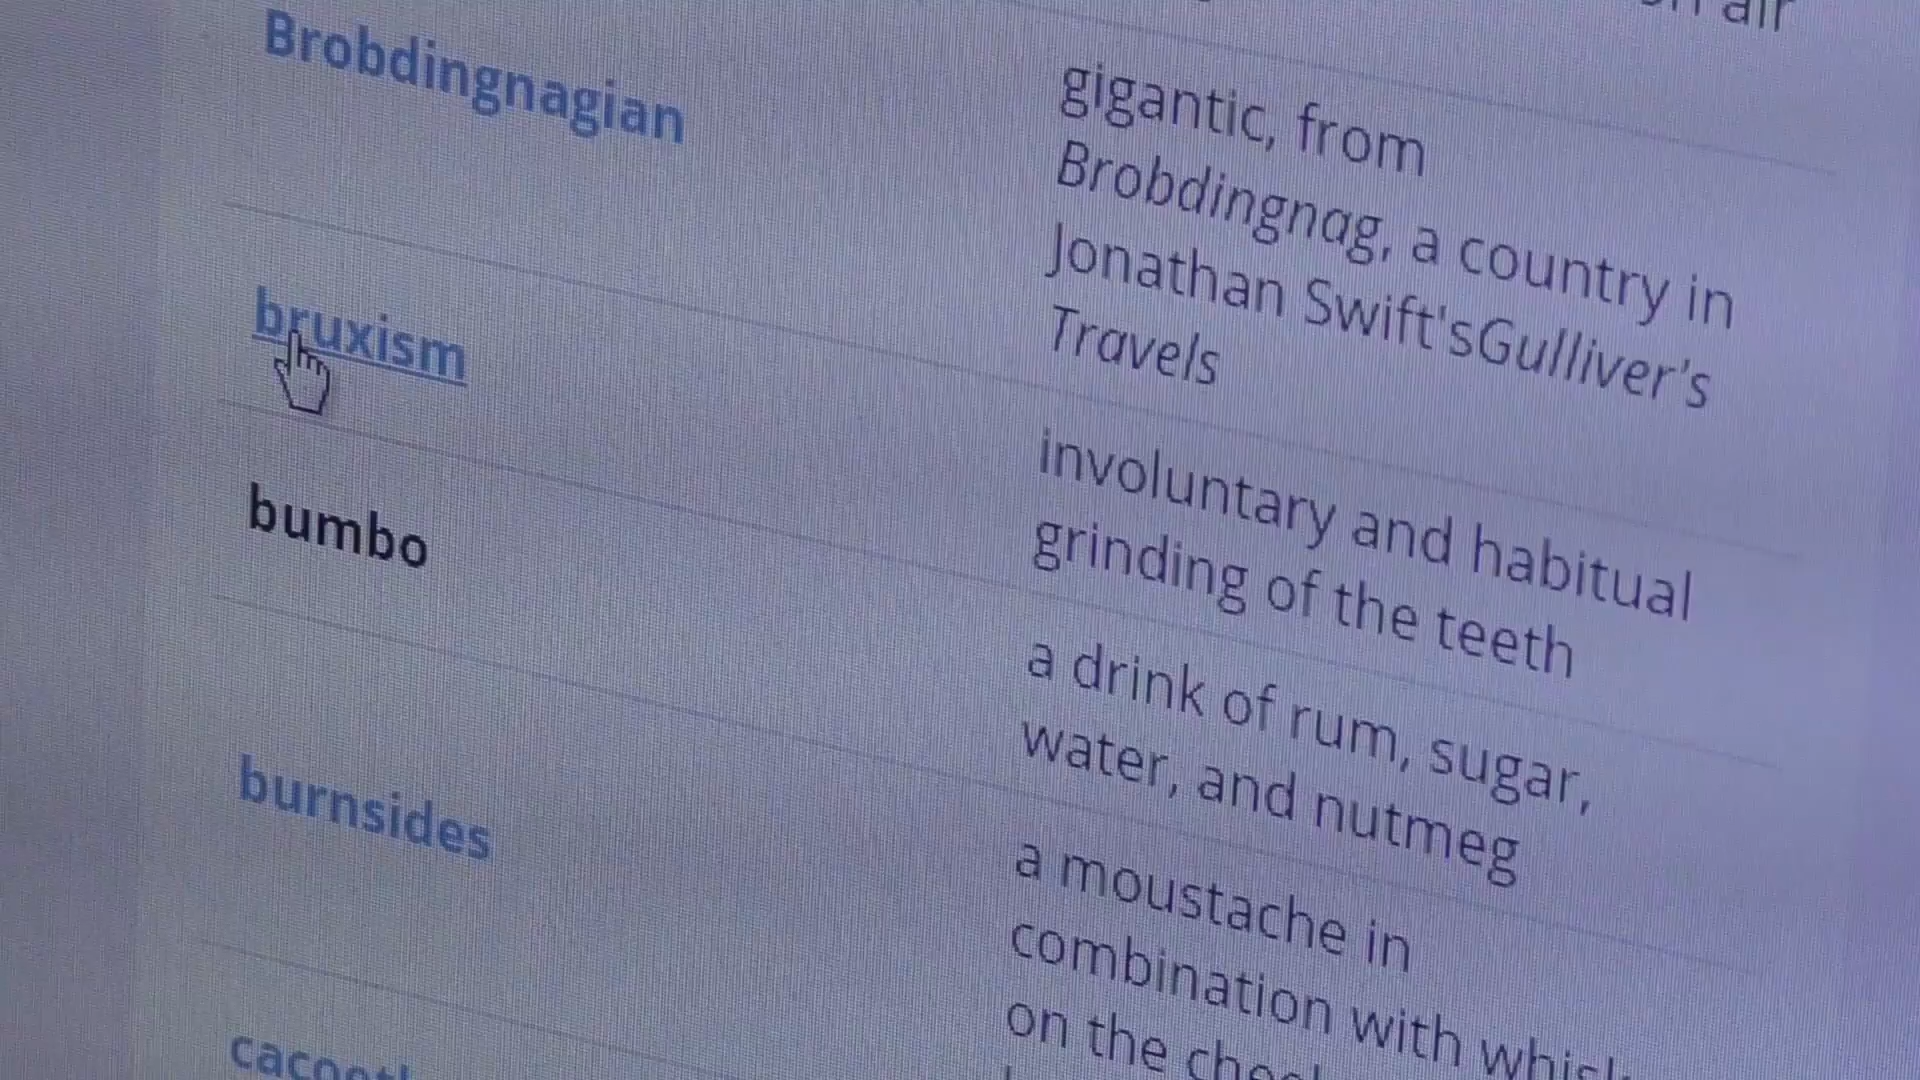 air
Brobdingnagian
gigantic, from
Brobdingnag, a country in
Jonathan Swift'sGulliver's
Travels
bruxism
involuntary and habitual
grinding of the teeth
bumbo
a drink of rum, sugar,
water, and nutmeg
burnsides
a moustache in
combination with
on the